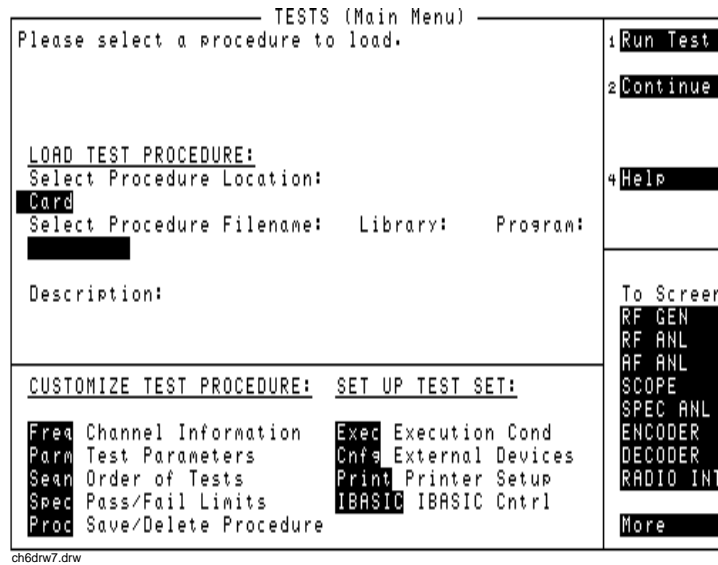 TESTS (Main Menu)
Please select a procedure to load.
LOAD TEST PROCEDURE:
Select Procedure Location:
Card
Select Procedure Filename: Library: Program:
Description:
CUSTOMIZE TEST PROCEDURE:
Freq Channel Information
Parm Test Parameters
Seqn Order of Tests
Spec Pass/Fail Limits
Proc Save/Delete Procedure
SET UP TEST SET:
Exec Execution Cond
Cnfg External Devices
Print Printer Setup
IBASIC IBASIC Cntrl
1 Run Test
2 Continue
4 Help
To Screen
RF GEN
RF ANL
AF ANL
SCOPE
SPEC ANL
ENCODER
DECODER
RADIO INT
More
ch6drw7.drw